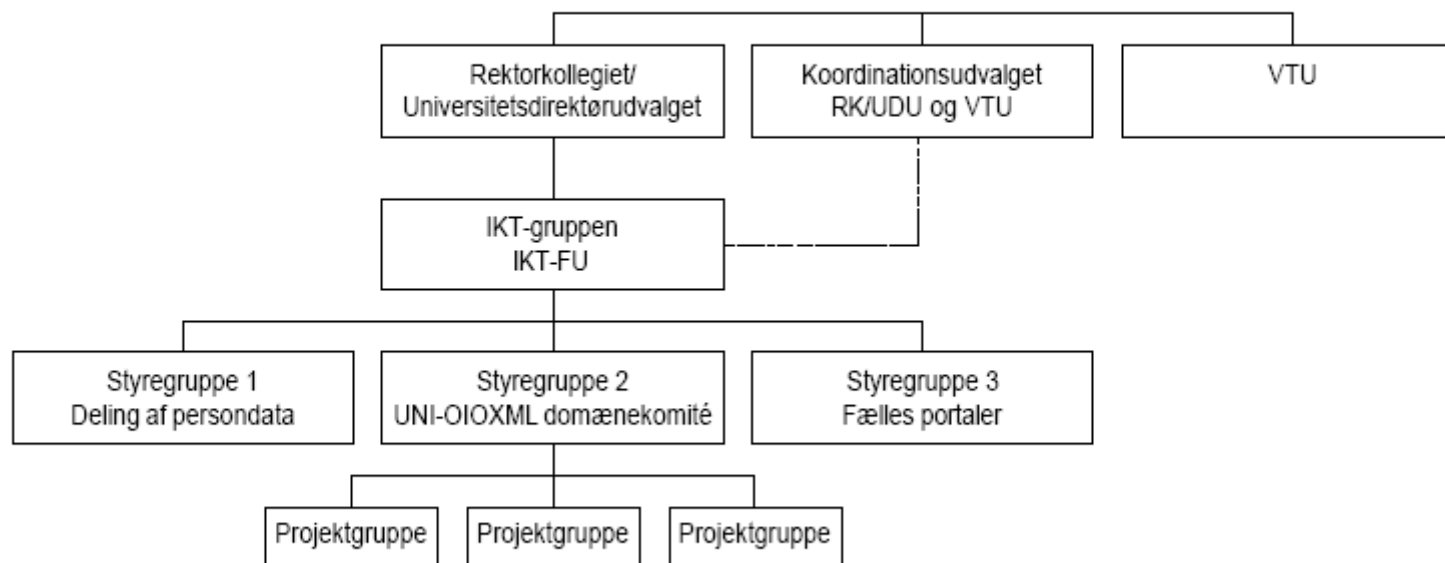 Rektorkollegiet/
Universitetsdirektørudvalget
Koordinationsudvalget
RK/UDU og VTU
VTU
IKT-gruppen
IKT-FU
Styregruppe 1
Deling af persondata
Styregruppe 2
UNI-OIOXML domænekomité
Styregruppe 3
Fælles portaler
Projektgruppe
Projektgruppe
Projektgruppe